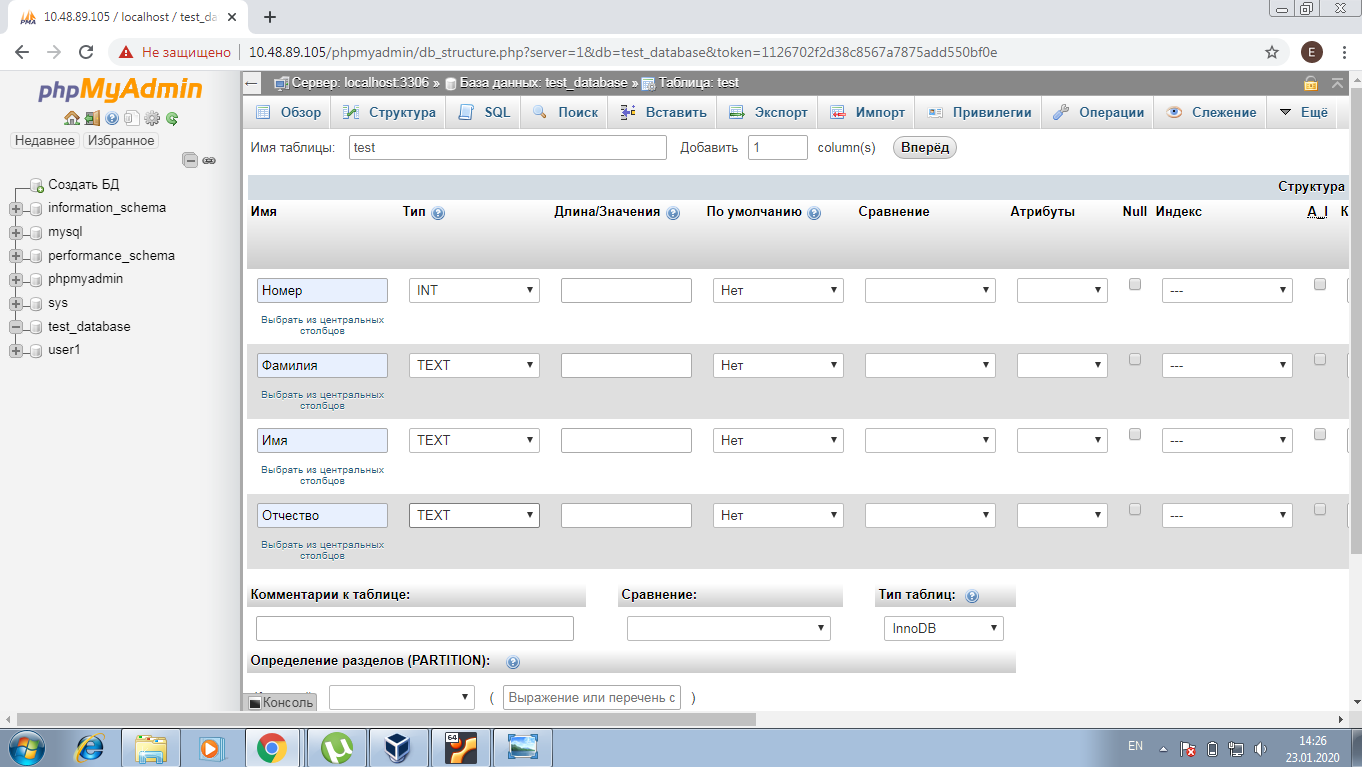 10.48.89.105 / localhost / test_da
Не защищено
10.48.89.105/phpmyadmin/db_structure.php?server=1&db=test_database&token=1126702f2d38c8567a7875add550bf0e
E
phpMyAdmin
Недавнее Избранное
Создать БД
information_schema
mysql
performance_schema
phpmyadmin
sys
test_database
user1
Сервер: localhost:3306 » База данных: test_database » Таблица: test
Обзор Структура SQL Поиск Вставить Экспорт Импорт Привилегии Операции Слежение Ещё
Имя таблицы: test Добавить 1 column(s) Вперёд
Структура
Имя Тип Длина/Значения По умолчанию Сравнение Атрибуты Null Индекс A_I К
Номер INT Нет ---
Выбрать из центральных
столбцов
Фамилия TEXT Нет ---
Выбрать из центральных
столбцов
Имя TEXT Нет ---
Выбрать из центральных
столбцов
Отчество TEXT Нет ---
Выбрать из центральных
столбцов
Комментарии к таблице: Сравнение: Тип таблиц:
InnoDB
Определение разделов (PARTITION):
( Выражение или перечень с )
Консоль
64
EN
14:26
23.01.2020